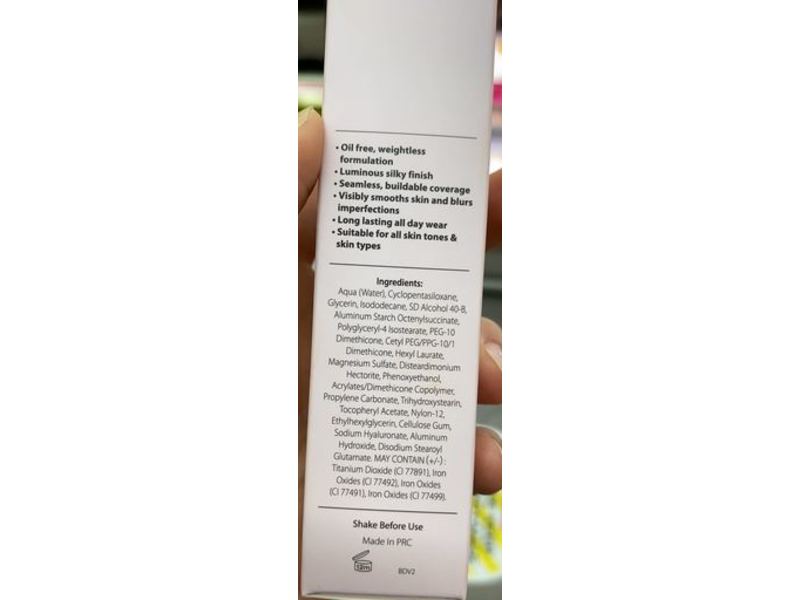 • Oil free, weightless
formulation
• Luminous silky finish
• Seamless, buildable coverage
• Visibly smooths skin and blurs
imperfections
• Long lasting all day wear
• Suitable for all skin tones &
skin types
Ingredients:
Aqua (Water), Cyclopentasiloxane,
Glycerin, Isododecane, SD Alcohol 40-B,
Aluminum Starch Octenylsuccinate,
Polyglyceryl-4 Isostearate, PEG-10
Dimethicone, Cetyl PEG/PPG-10/1
Dimethicone, Hexyl Laurate,
Magnesium Sulfate, Disteardimonium
Hectorite, Phenoxyethanol,
Acrylates/Dimethicone Copolymer,
Propylene Carbonate, Trihydroxystearin,
Tocopheryl Acetate, Nylon-12,
Ethylhexylglycerin, Cellulose Gum,
Sodium Hyaluronate, Aluminum
Hydroxide, Disodium Stearoyl
Glutamate. MAY CONTAIN (+/-) :
Titanium Dioxide (CI 77891), Iron
Oxides (CI 77492), Iron Oxides
(CI 77491), Iron Oxides (CI 77499).
Shake Before Use
Made In PRC
12m
BDV2